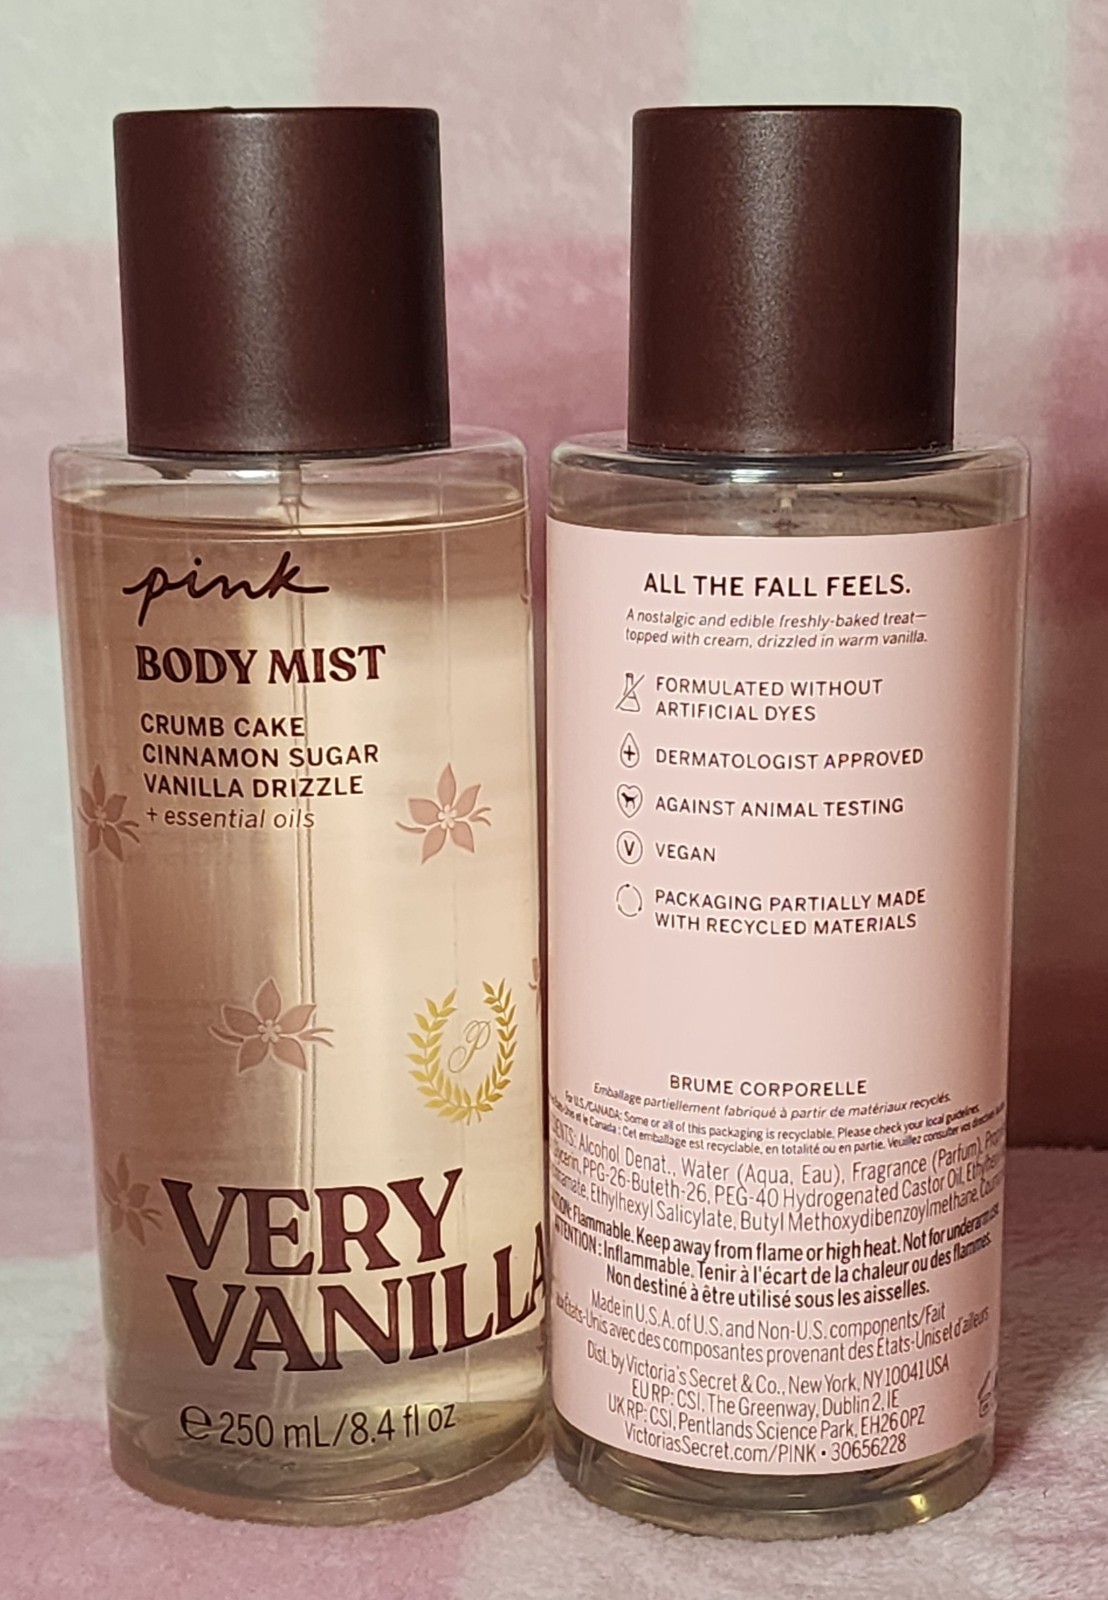 pink
BODY MIST
CRUMB CAKE
CINNAMON SUGAR
VANILLA DRIZZLE
+ essential oils
P
VERY
VANILLA
℮ 250 mL/8.4 fl oz
ALL THE FALL FEELS.
A nostalgic and edible freshly-baked treat—
topped with cream, drizzled in warm vanilla.
FORMULATED WITHOUT
ARTIFICIAL DYES
DERMATOLOGIST APPROVED
AGAINST ANIMAL TESTING
V
VEGAN
PACKAGING PARTIALLY MADE
WITH RECYCLED MATERIALS
BRUME CORPORELLE
Emballage partiellement fabriqué à partir de matériaux recyclés.
For U.S./CANADA: Some or all of this packaging is recyclable. Please check your local guidelines.
et le Canada : Cet emballage est recyclable, en totalité ou en partie. Veuillez consulter vos directives
Alcohol Denat., Water (Aqua, Eau), Fragrance (Parfum),
PPG-26-Buteth-26, PEG-40 Hydrogenated Castor Oil,
Ethylhexyl Salicylate, Butyl Methoxydibenzoylmethane,
Flammable. Keep away from flame or high heat. Not for underarm use.
ATTENTION : Inflammable. Tenir à l'écart de la chaleur ou des flammes.
Non destiné à être utilisé sous les aisselles.
Made in U.S.A. of U.S. and Non-U.S. components/Fait
aux États-Unis avec des composantes provenant des États-Unis et d'ailleurs
Dist. by Victoria's Secret & Co., New York, NY 10041 USA
EU RP: CSI, The Greenway, Dublin 2, IE
UK RP: CSI, Pentlands Science Park, EH26 0PZ
VictoriasSecret.com/PINK • 30656228